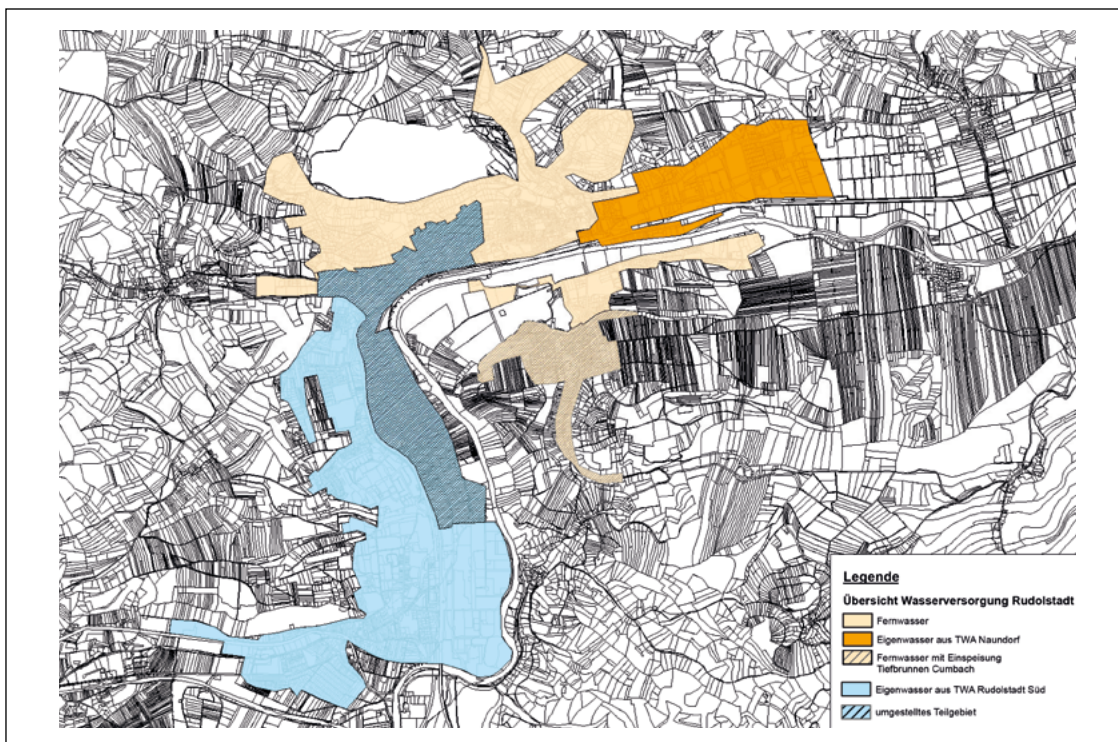 Legende
Übersicht Wasserversorgung Rudolstadt
Fernwasser
Eigenwasser aus TWA Naundorf
Fernwasser mit Einspeisung
Tiefbrunnen Cumbach
Eigenwasser aus TWA Rudolstadt Süd
umgestelltes Teilgebiet